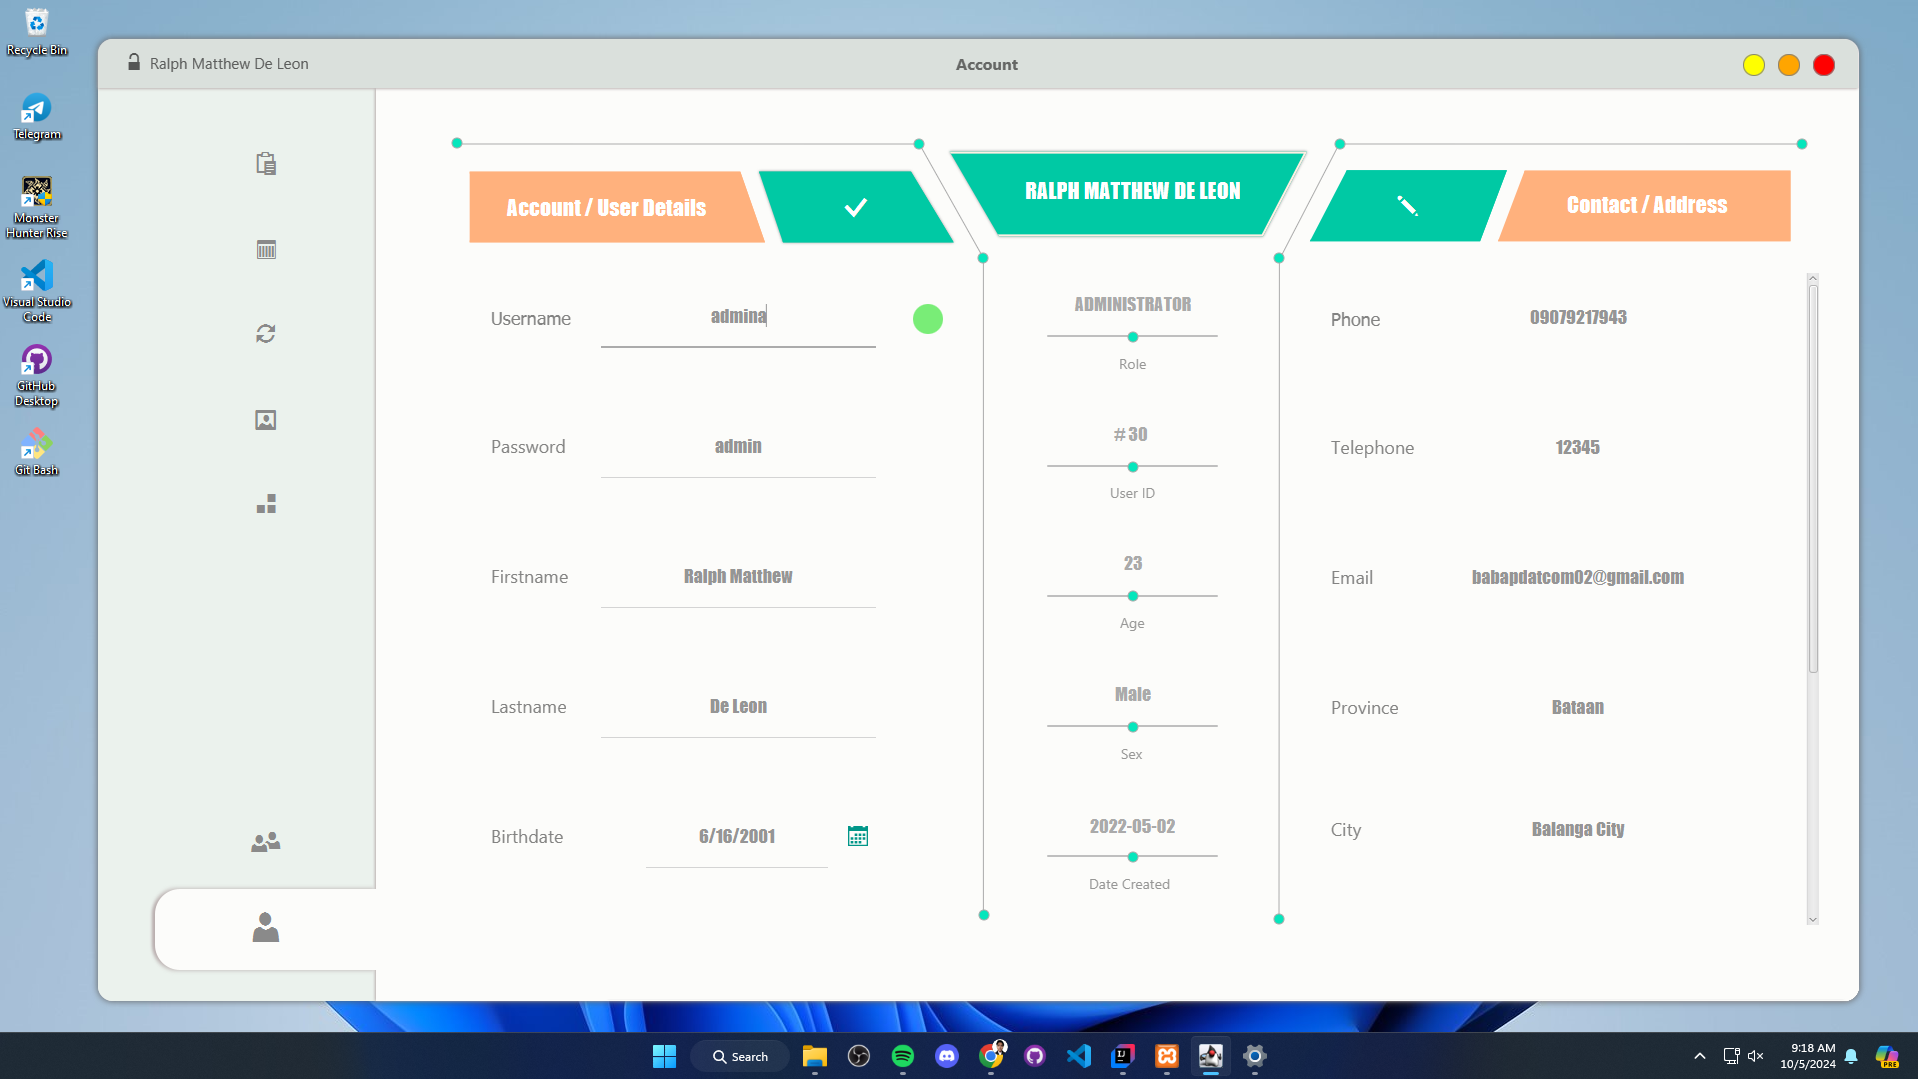 Recycle Bin
Telegram
Monster
Hunter Rise
Visual Studio
Code
GitHub
Desktop
Git Bash
Ralph Matthew De Leon
Account
Account / User Details
RALPH MATTHEW DE LEON
Contact / Address
Username
admina
Password
admin
Firstname
Ralph Matthew
Lastname
De Leon
Birthdate
6/16/2001
ADMINISTRATOR
Role
#30
User ID
23
Age
Male
Sex
2022-05-02
Date Created
Phone
09079217943
Telephone
12345
Email
babapdatcom02@gmail.com
Province
Bataan
City
Balanga City
Search
9:18 AM
10/5/2024
PRE